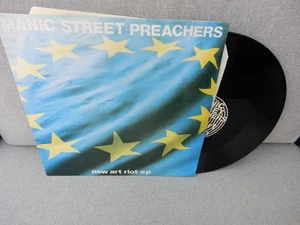 MANIC STREET PREACHERS
new art riot e.p.